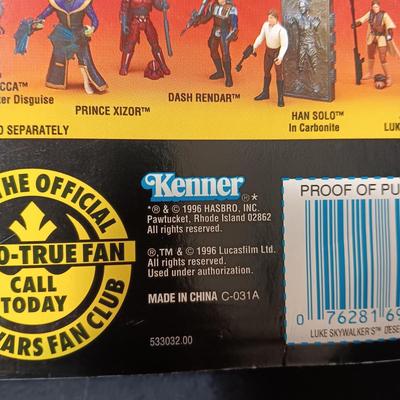 CCA™
ter Disguise
PRINCE XIZOR™
DASH RENDAR™
HAN SOLO™
In Carbonite
LUK
D SEPARATELY
THE OFFICIAL
O-TRUE FAN
CALL
TODAY
WARS FAN CLUB
Kenner®*
*® & © 1996 HASBRO, INC.
Pawtucket, Rhode Island 02862
All rights reserved.
®,™ & © 1996 Lucasfilm Ltd.
All rights reserved.
Used under authorization.
MADE IN CHINA C-031A
533032.00
PROOF OF PU
0 76281 69
LUKE SKYWALKER'S™ (DESE